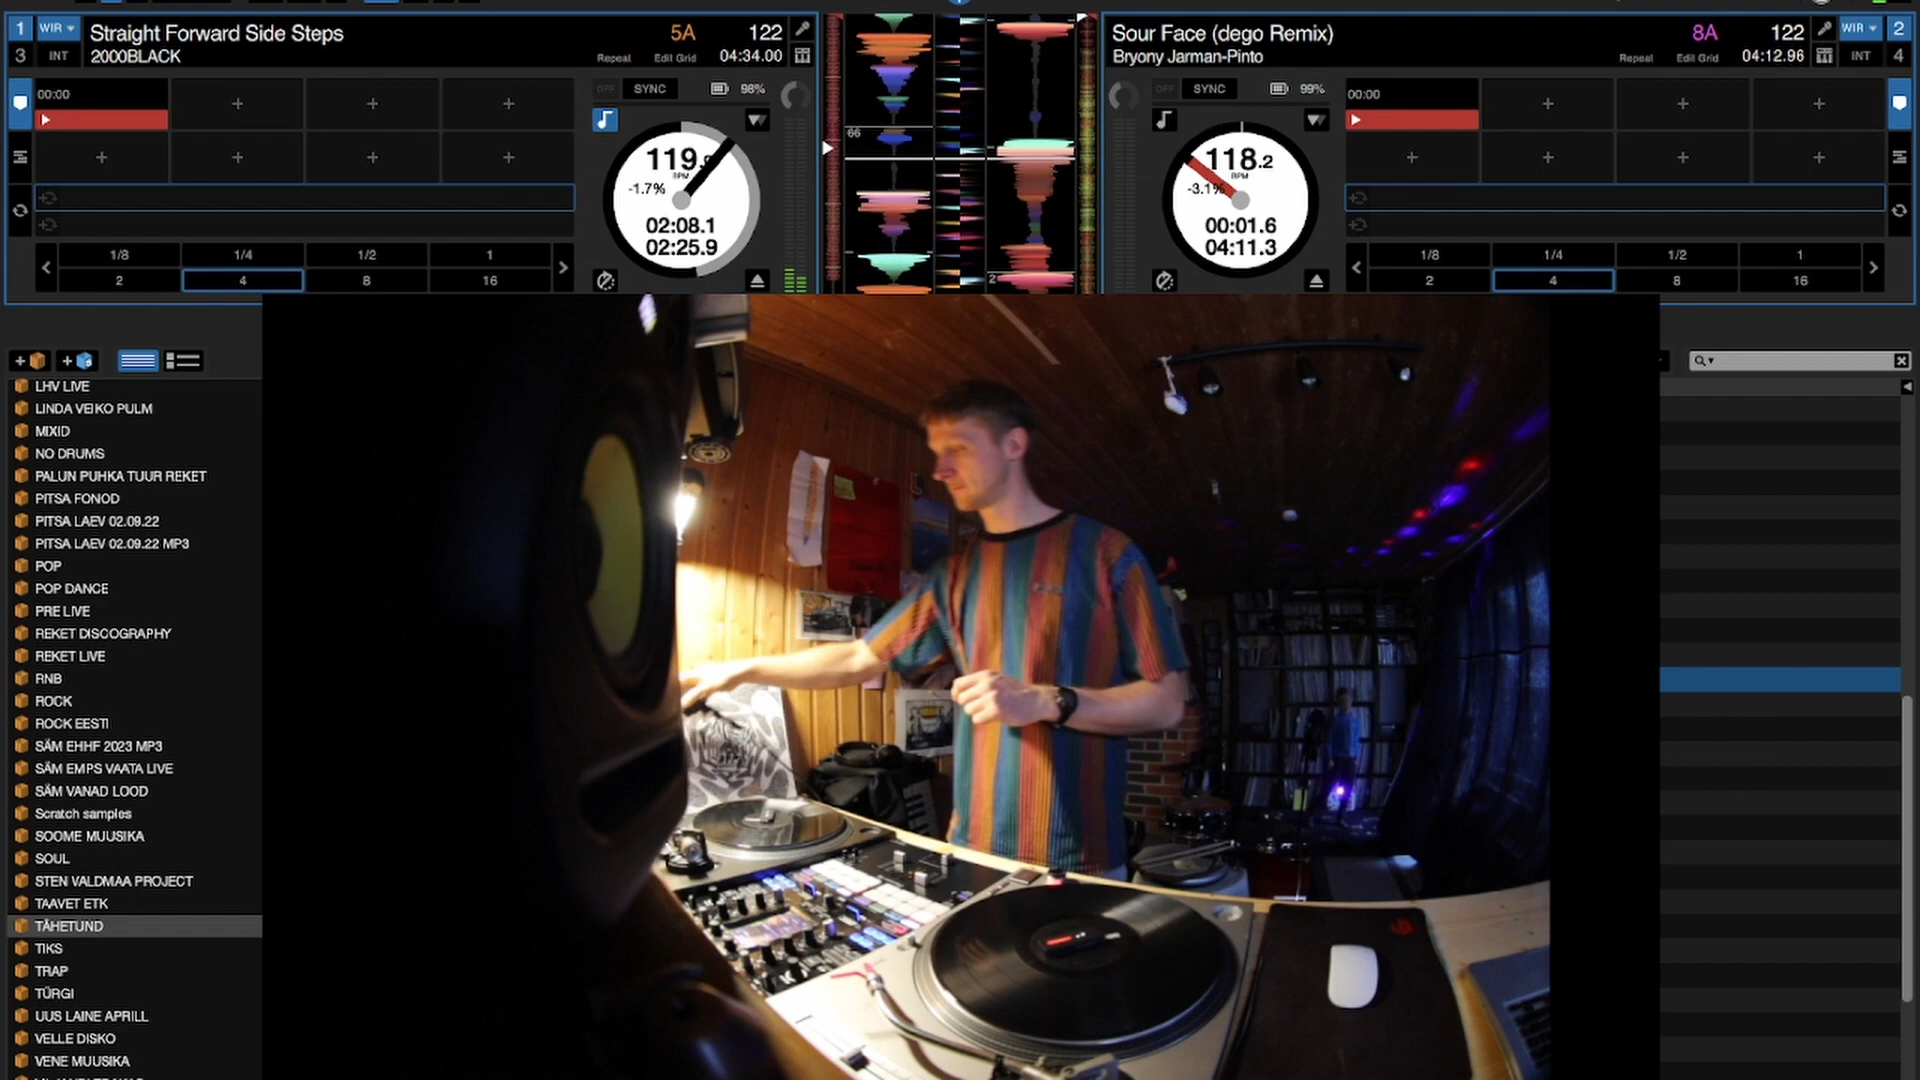 1 WIR Straight Forward Side Steps 5A 122
3 INT 2000BLACK Repeal Edit Grid 04:34.00
Sour Face (dego Remix) 8A 122 WIR 2
Bryony Jarman-Pinto Repeal Edit Grid 04:12.96 INT 4
00:00
OFF SYNC 98%
119
BPM
-1.7%
02:08.1
02:25.9
66
2
OFF SYNC 99%
118.2
BPM
-3.1%
00:01.6
04:11.3
00:00
1/8 1/4 1/2 1
2 4 8 16
1/8 1/4 1/2 1
2 4 8 16
LHV LIVE
LINDA VEIKO PULM
MIXID
NO DRUMS
PALUN PUHKA TUUR REKET
PITSA FONOD
PITSA LAEV 02.09.22
PITSA LAEV 02.09.22 MP3
POP
POP DANCE
PRE LIVE
REKET DISCOGRAPHY
REKET LIVE
RNB
ROCK
ROCK EESTI
SÄM EHHF 2023 MP3
SÄM EMPS VAATA LIVE
SÄM VANAD LOOD
Scratch samples
SOOME MUUSIKA
SOUL
STEN VALDMAA PROJECT
TAAVET ETK
TÄHETUND
TIKS
TRAP
TÜRGI
UUS LAINE APRILL
VELLE DISKO
VENE MUUSIKA